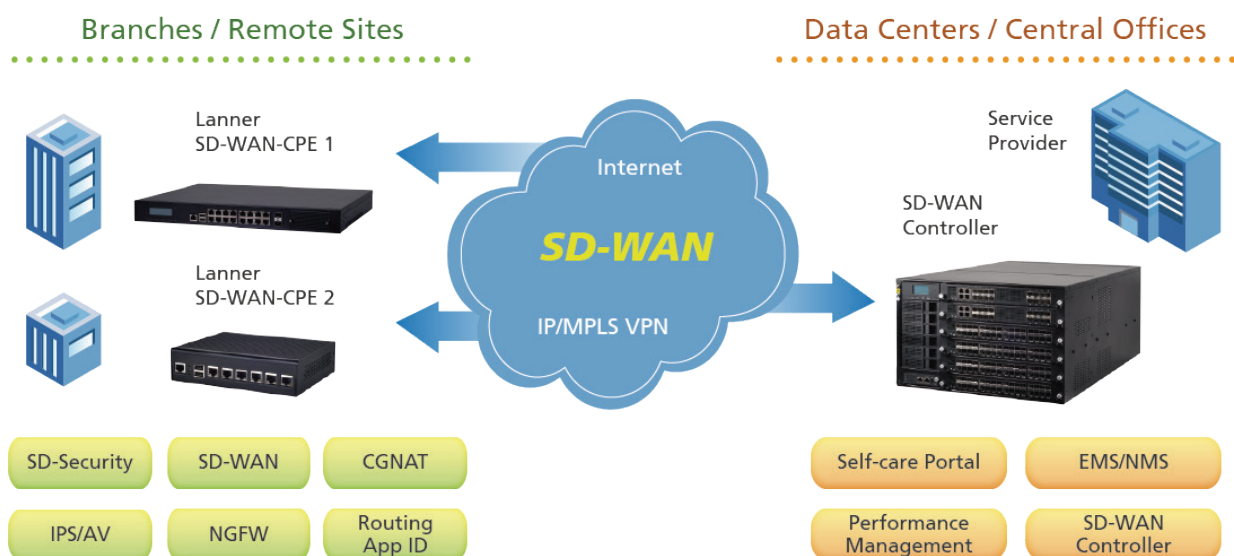 Branches / Remote Sites
Data Centers / Central Offices
Lanner
SD-WAN-CPE 1
Lanner
SD-WAN-CPE 2
Internet
SD-WAN
IP/MPLS VPN
Service
Provider
SD-WAN
Controller
SD-Security
SD-WAN
CGNAT
IPS/AV
NGFW
Routing
App ID
Self-care Portal
EMS/NMS
Performance
Management
SD-WAN
Controller